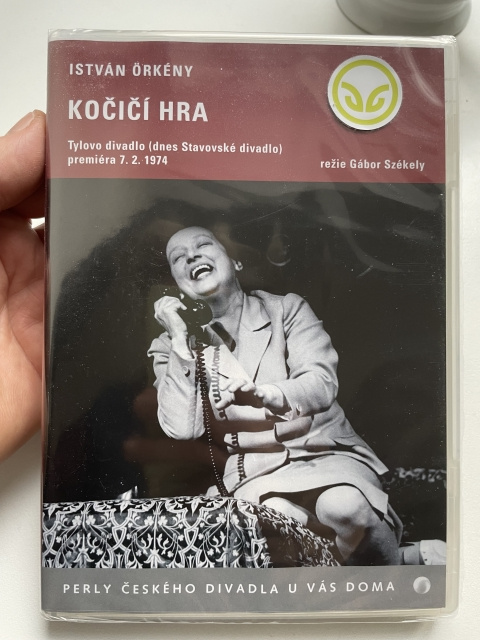 ISTVÁN ÖRKÉNY
KOČIČÍ HRA
Tylovo divadlo (dnes Stavovské divadlo)
premiéra 7. 2. 1974
režie Gábor Székely
PERLY ČESKÉHO DIVADLA U VÁS DOMA